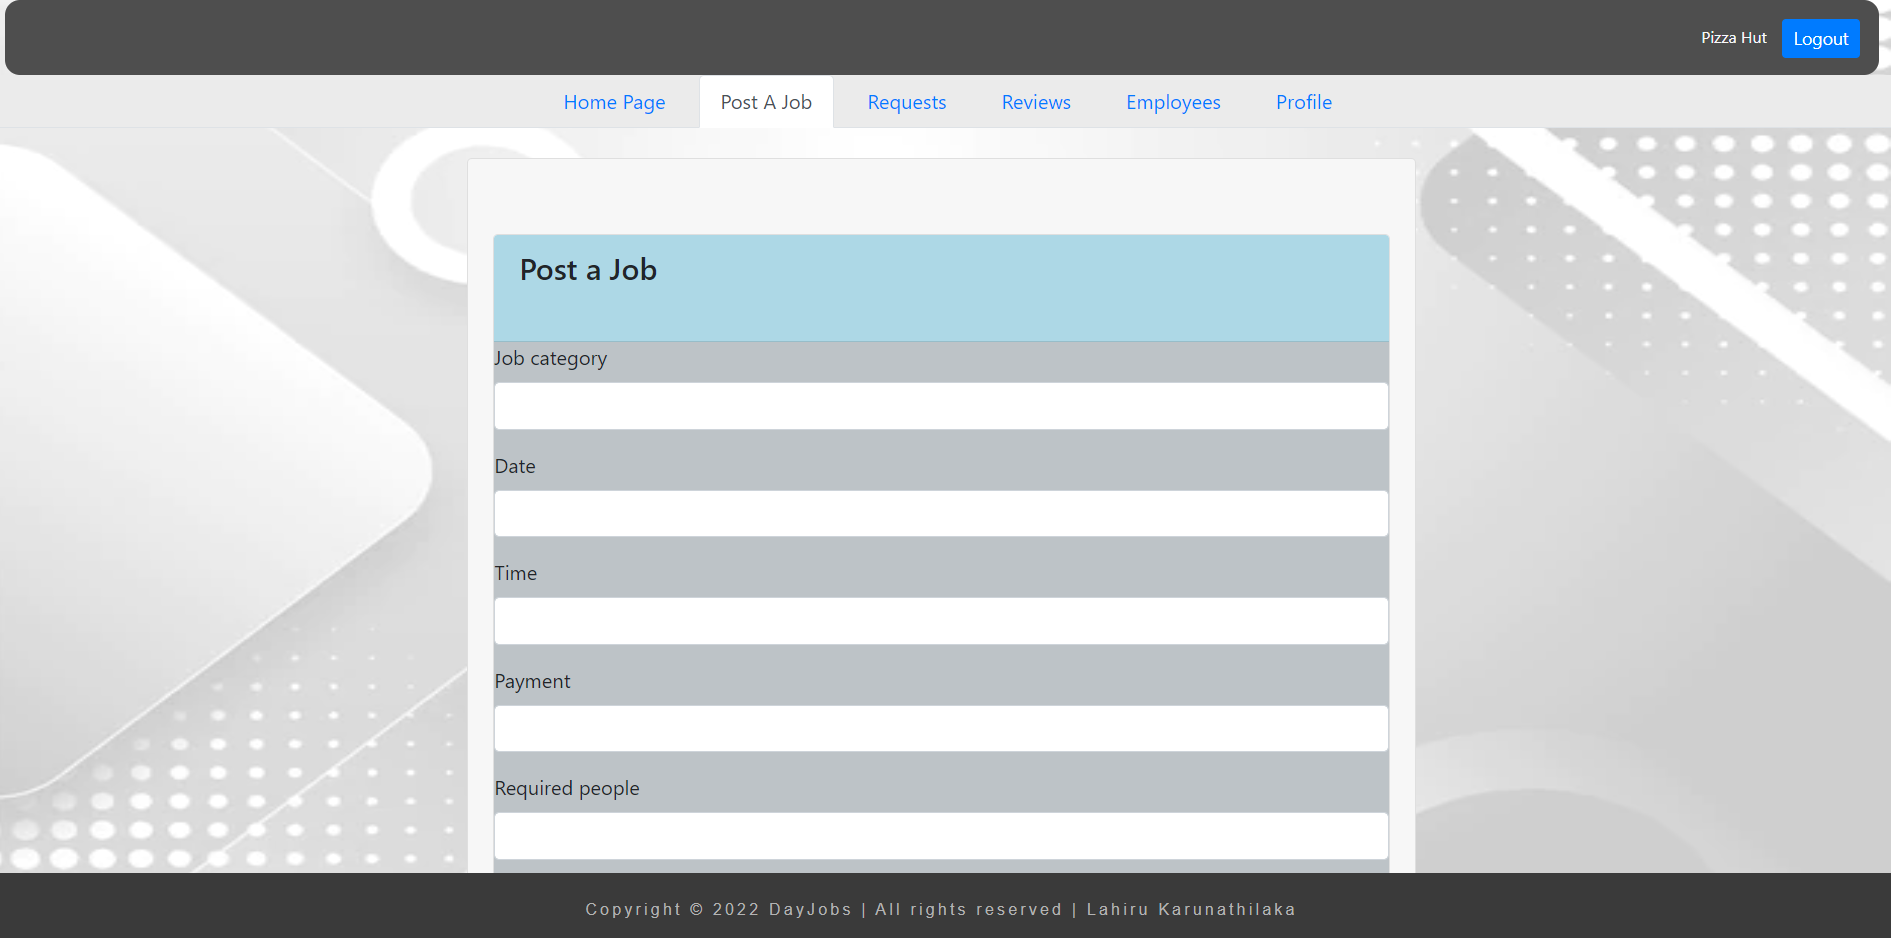 Pizza Hut Logout
Home Page Post A Job Requests Reviews Employees Profile
Post a Job
Job category
Date
Time
Payment
Required people
Copyright © 2022 DayJobs | All rights reserved | Lahiru Karunathilaka